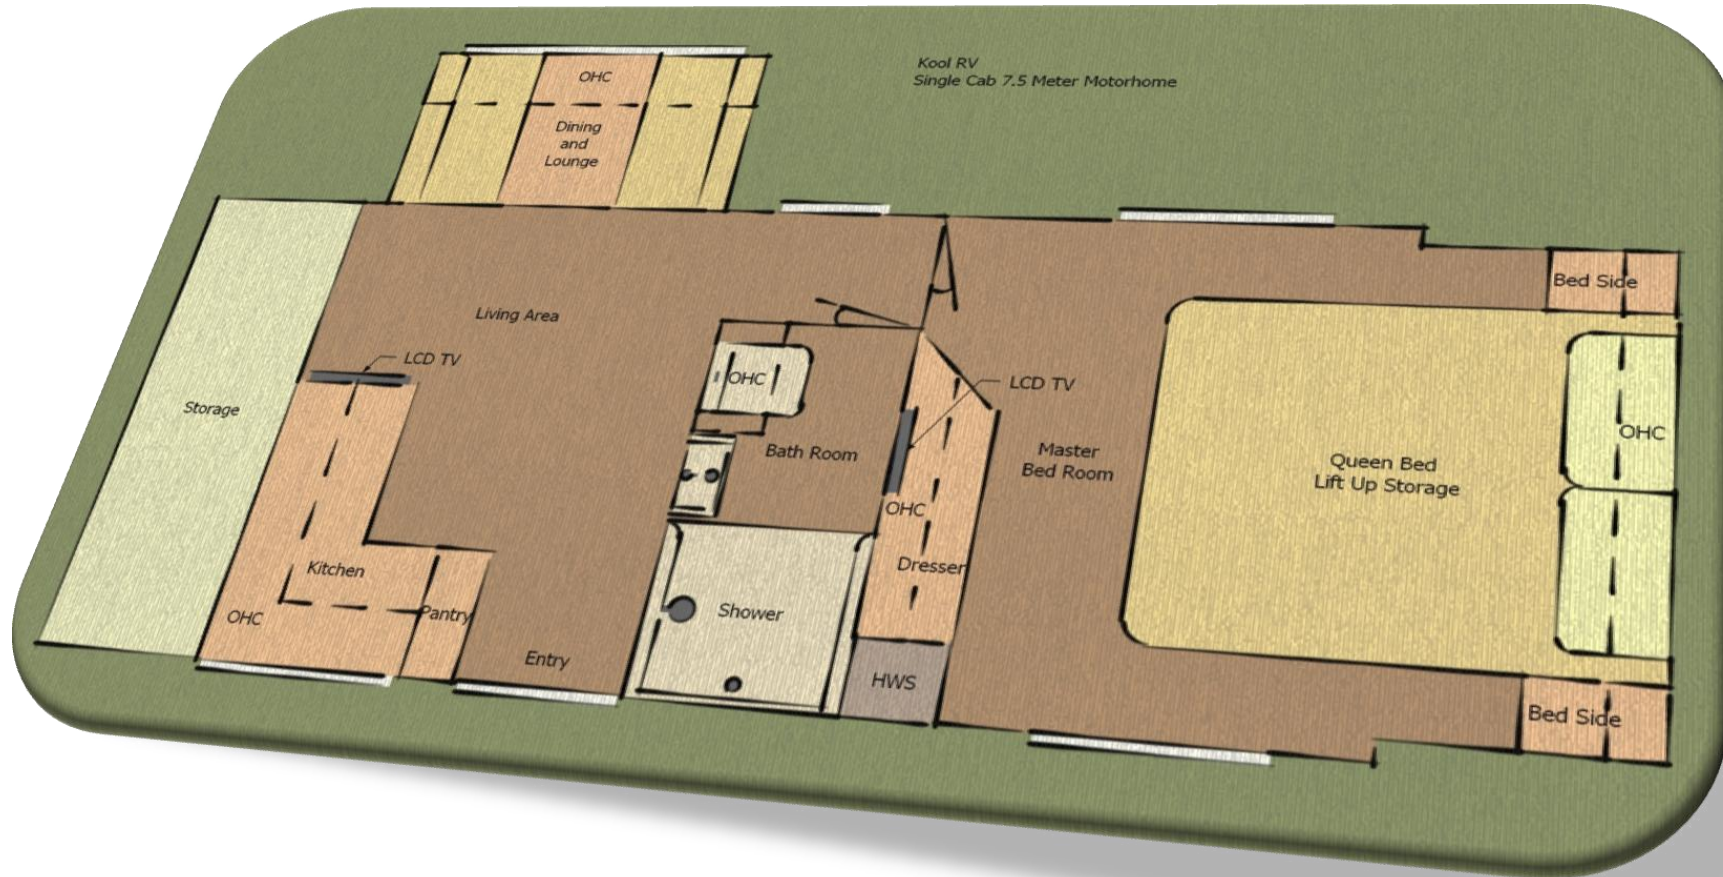 Kool RV
Single Cab 7.5 Meter Motorhome
OHC
Dining
and
Lounge
Bed Side
Living Area
LCD TV
OHC
LCD TV
Storage
OHC
Master
Bed Room
Bath Room
Queen Bed
Lift Up Storage
OHC
Kitchen
Dresser
OHC
Pantry
Shower
Entry
HWS
Bed Side